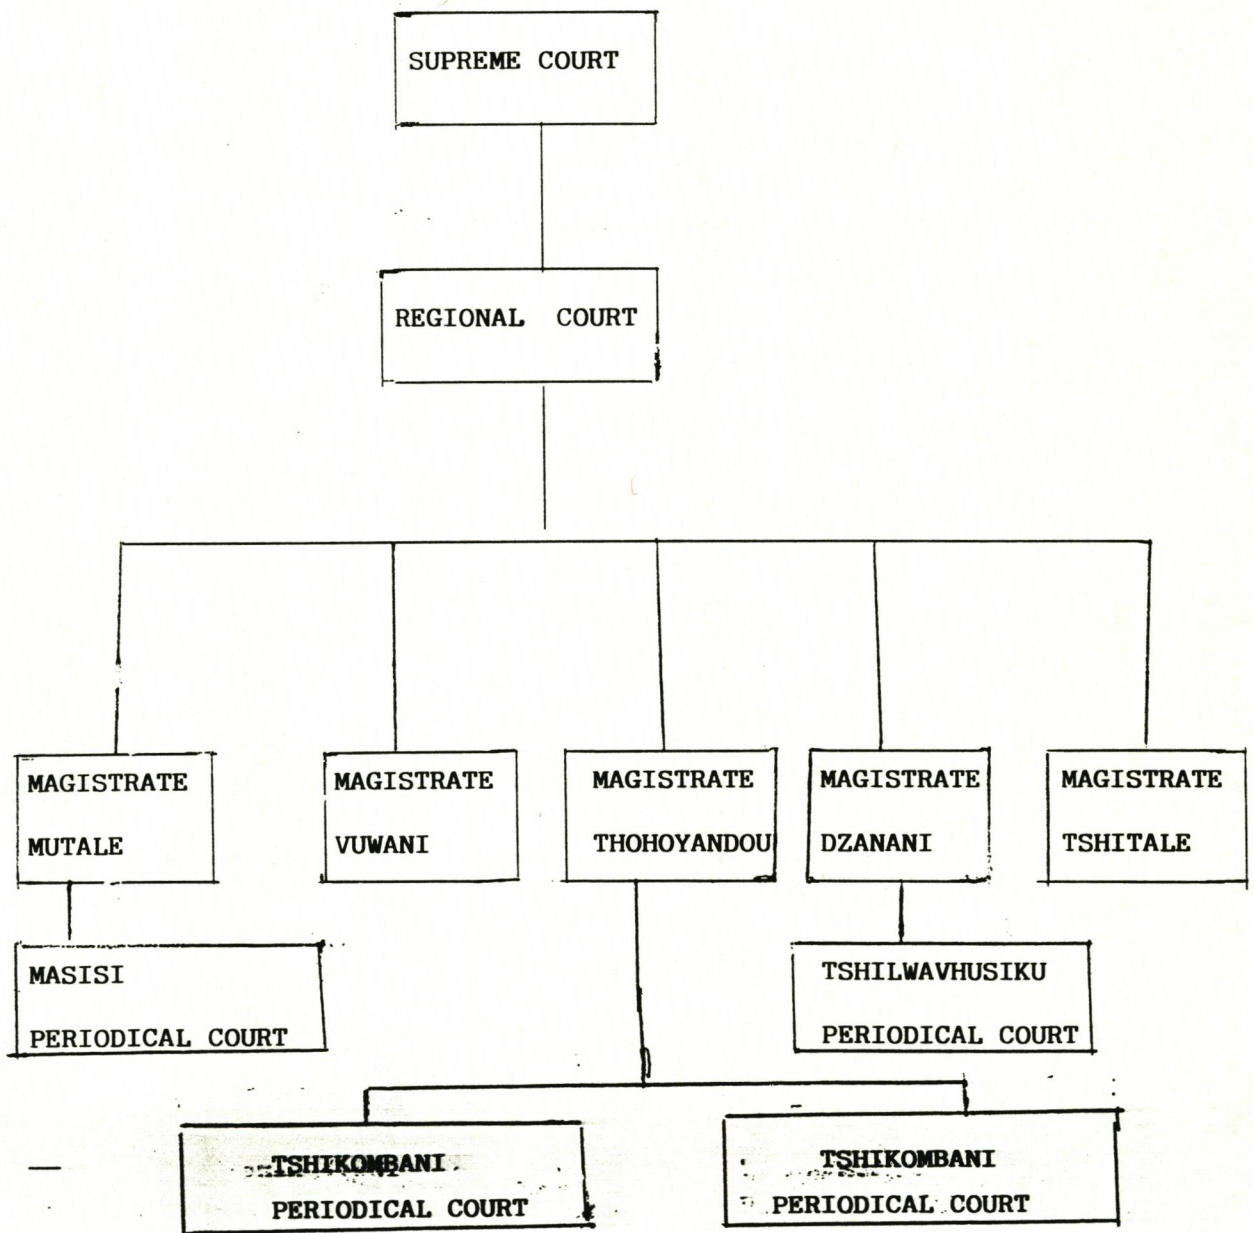 SUPREME COURT
REGIONAL COURT
MAGISTRATE
MUTALE
MAGISTRATE
VUWANI
MAGISTRATE
THOHOYANDOU
MAGISTRATE
DZANANI
MAGISTRATE
TSHITALE
MASISI
PERIODICAL COURT
TSHILWAVHUSIKU
PERIODICAL COURT
TSHIKOMBANI
PERIODICAL COURT
TSHIKOMBANI
PERIODICAL COURT